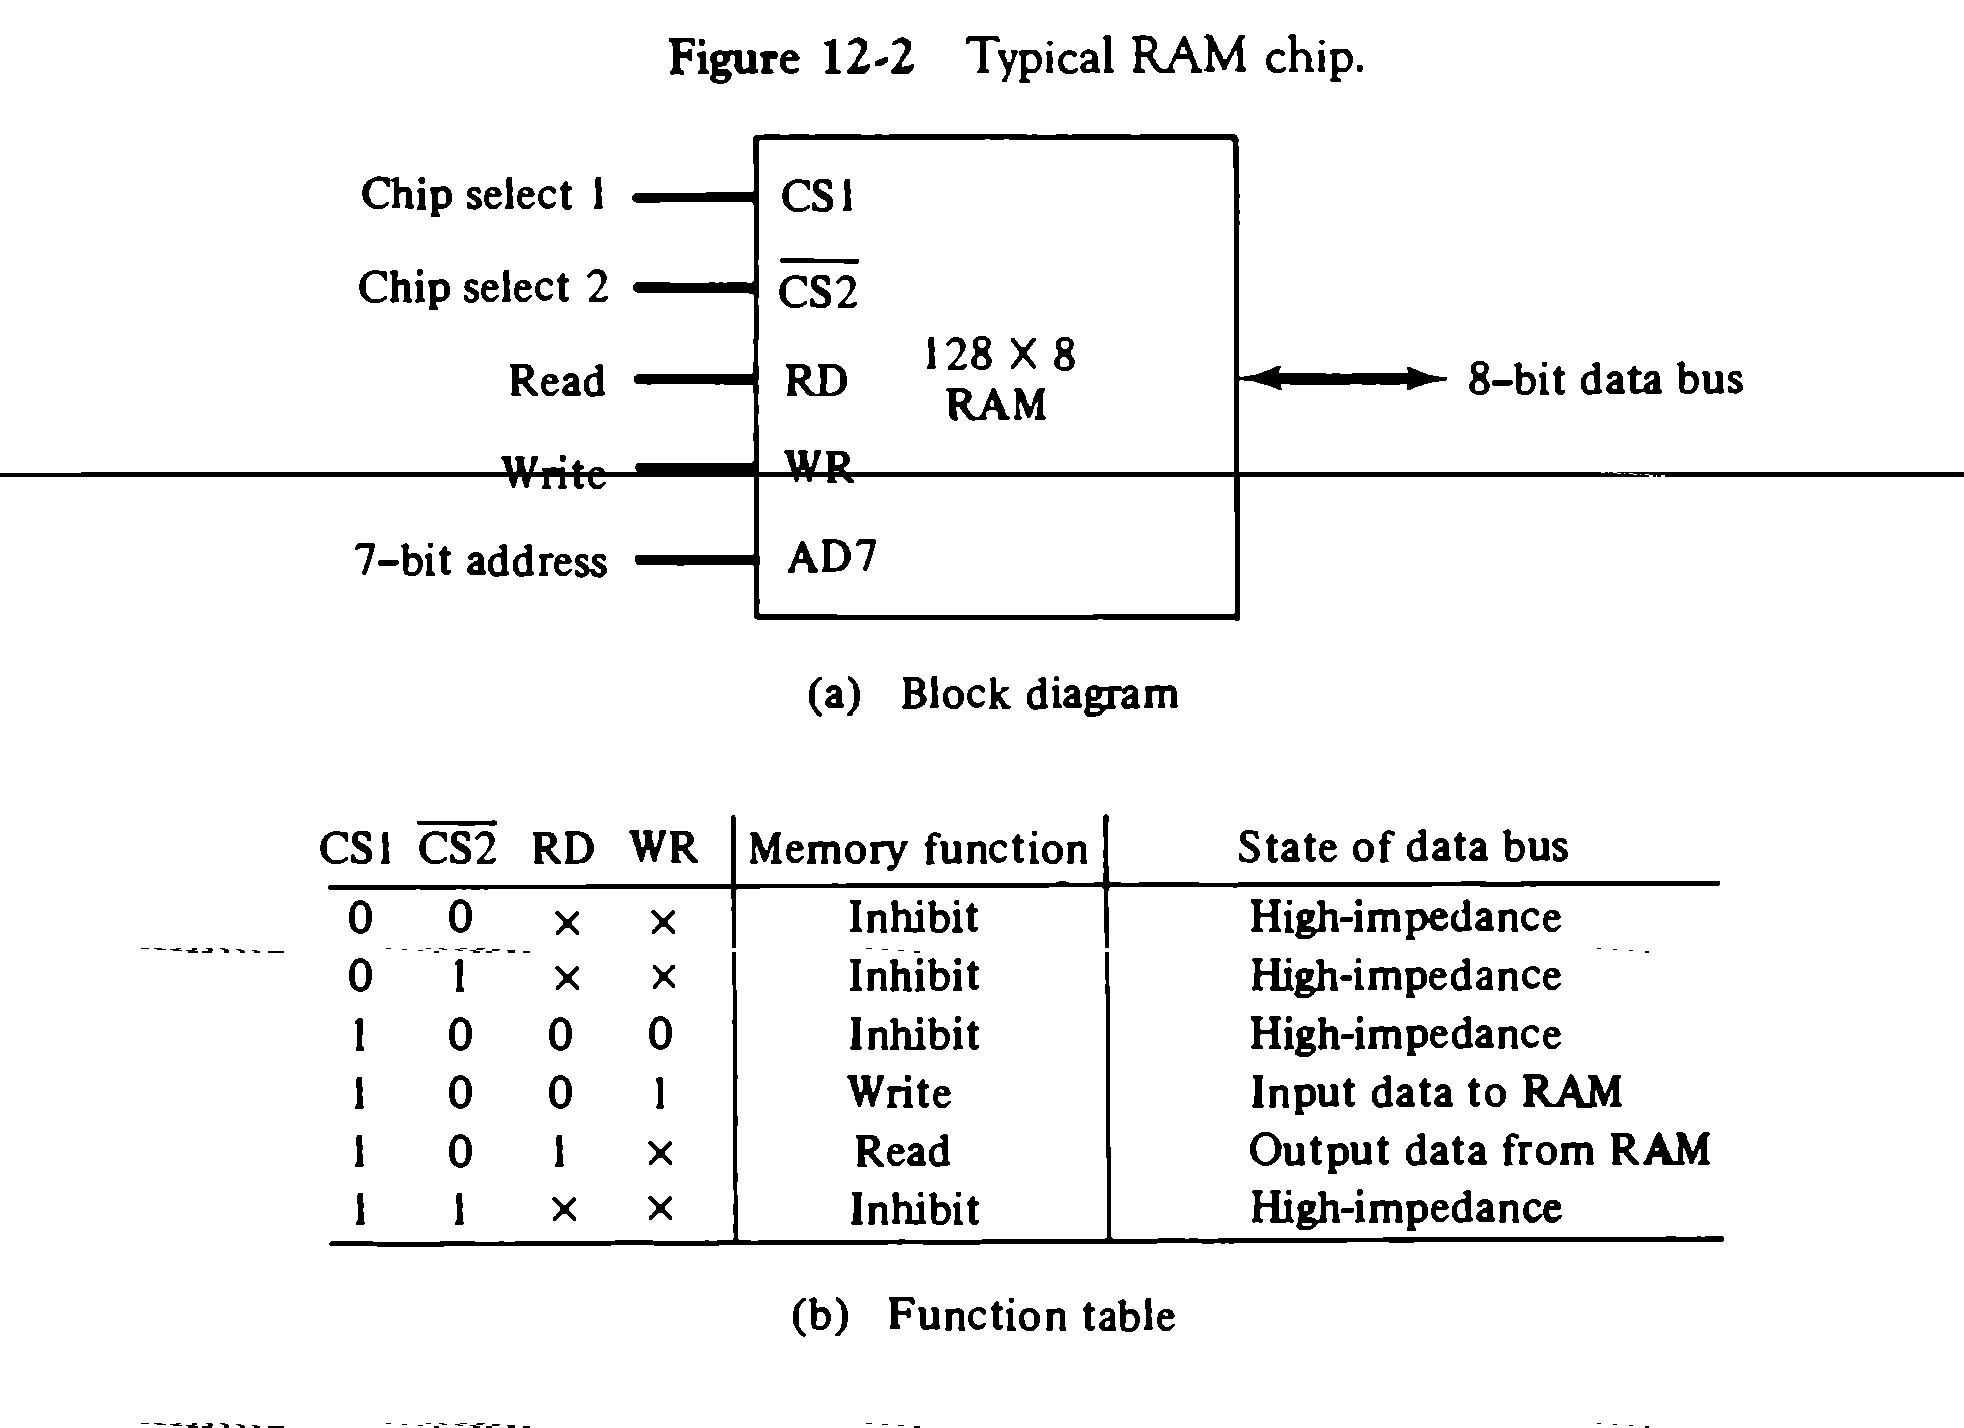 Figure 12-2 Typical RAM chip.
Chip select 1 CS1
Chip select 2 C̅S̅2̅
128 × 8
Read RD 8-bit data bus
RAM
Write WR
7-bit address AD7
(a) Block diagram
CS1 C̅S̅2̅ RD WR Memory function State of data bus
0 0 × × Inhibit High-impedance
0 1 × × Inhibit High-impedance
1 0 0 0 Inhibit High-impedance
1 0 0 1 Write Input data to RAM
1 0 1 × Read Output data from RAM
1 1 × × Inhibit High-impedance
(b) Function table